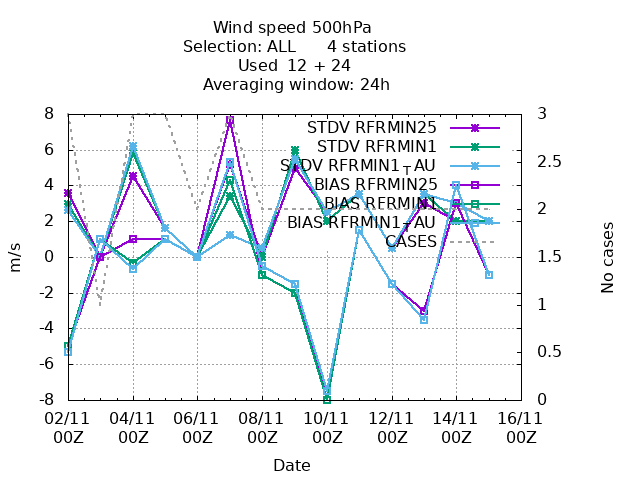 Wind speed 500hPa
Selection: ALL 4 stations
Used 12 + 24
Averaging window: 24h
STDV RFRMIN25
STDV RFRMIN1
STDV RFRMIN1┬AU
BIAS RFRMIN25
BIAS RFRMIN1
BIAS RFRMIN1┬AU
CASES
8
6
4
2
0
-2
-4
-6
-8
m/s
3
2.5
2
1.5
1
0.5
0
No cases
02/11 04/11 06/11 08/11 10/11 12/11 14/11 16/11
00Z 00Z 00Z 00Z 00Z 00Z 00Z 00Z
Date